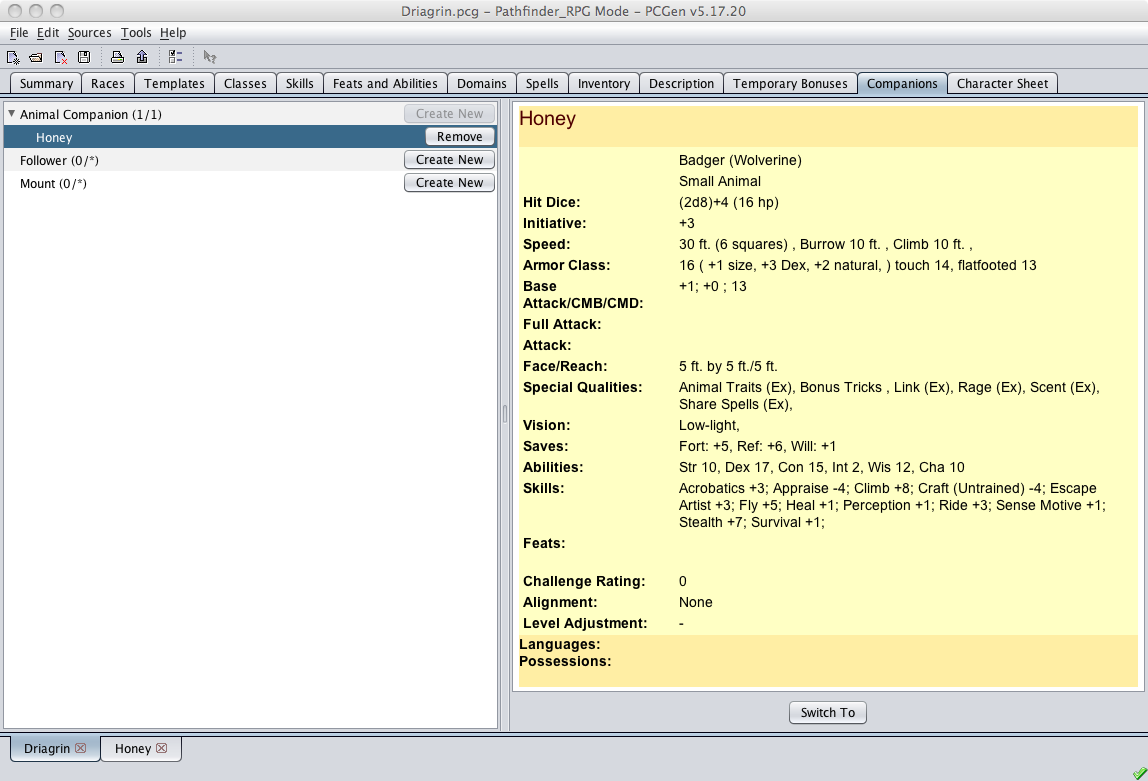 Driagrin.pcg – Pathfinder_RPG Mode – PCGen v5.17.20
File Edit Sources Tools Help
Summary Races Templates Classes Skills Feats and Abilities Domains Spells Inventory Description Temporary Bonuses Companions Character Sheet
Animal Companion (1/1) Create New
Honey Remove
Follower (0/*) Create New
Mount (0/*) Create New
Honey
Badger (Wolverine)
Small Animal
Hit Dice: (2d8)+4 (16 hp)
Initiative: +3
Speed: 30 ft. (6 squares) , Burrow 10 ft. , Climb 10 ft. ,
Armor Class: 16 ( +1 size, +3 Dex, +2 natural, ) touch 14, flatfooted 13
Base +1; +0 ; 13
Attack/CMB/CMD:
Full Attack:
Attack:
Face/Reach: 5 ft. by 5 ft./5 ft.
Special Qualities: Animal Traits (Ex), Bonus Tricks , Link (Ex), Rage (Ex), Scent (Ex),
Share Spells (Ex),
Vision: Low-light,
Saves: Fort: +5, Ref: +6, Will: +1
Abilities: Str 10, Dex 17, Con 15, Int 2, Wis 12, Cha 10
Skills: Acrobatics +3; Appraise -4; Climb +8; Craft (Untrained) -4; Escape
Artist +3; Fly +5; Heal +1; Perception +1; Ride +3; Sense Motive +1;
Stealth +7; Survival +1;
Feats:
Challenge Rating: 0
Alignment: None
Level Adjustment: -
Languages:
Possessions:
Switch To
Driagrin Honey